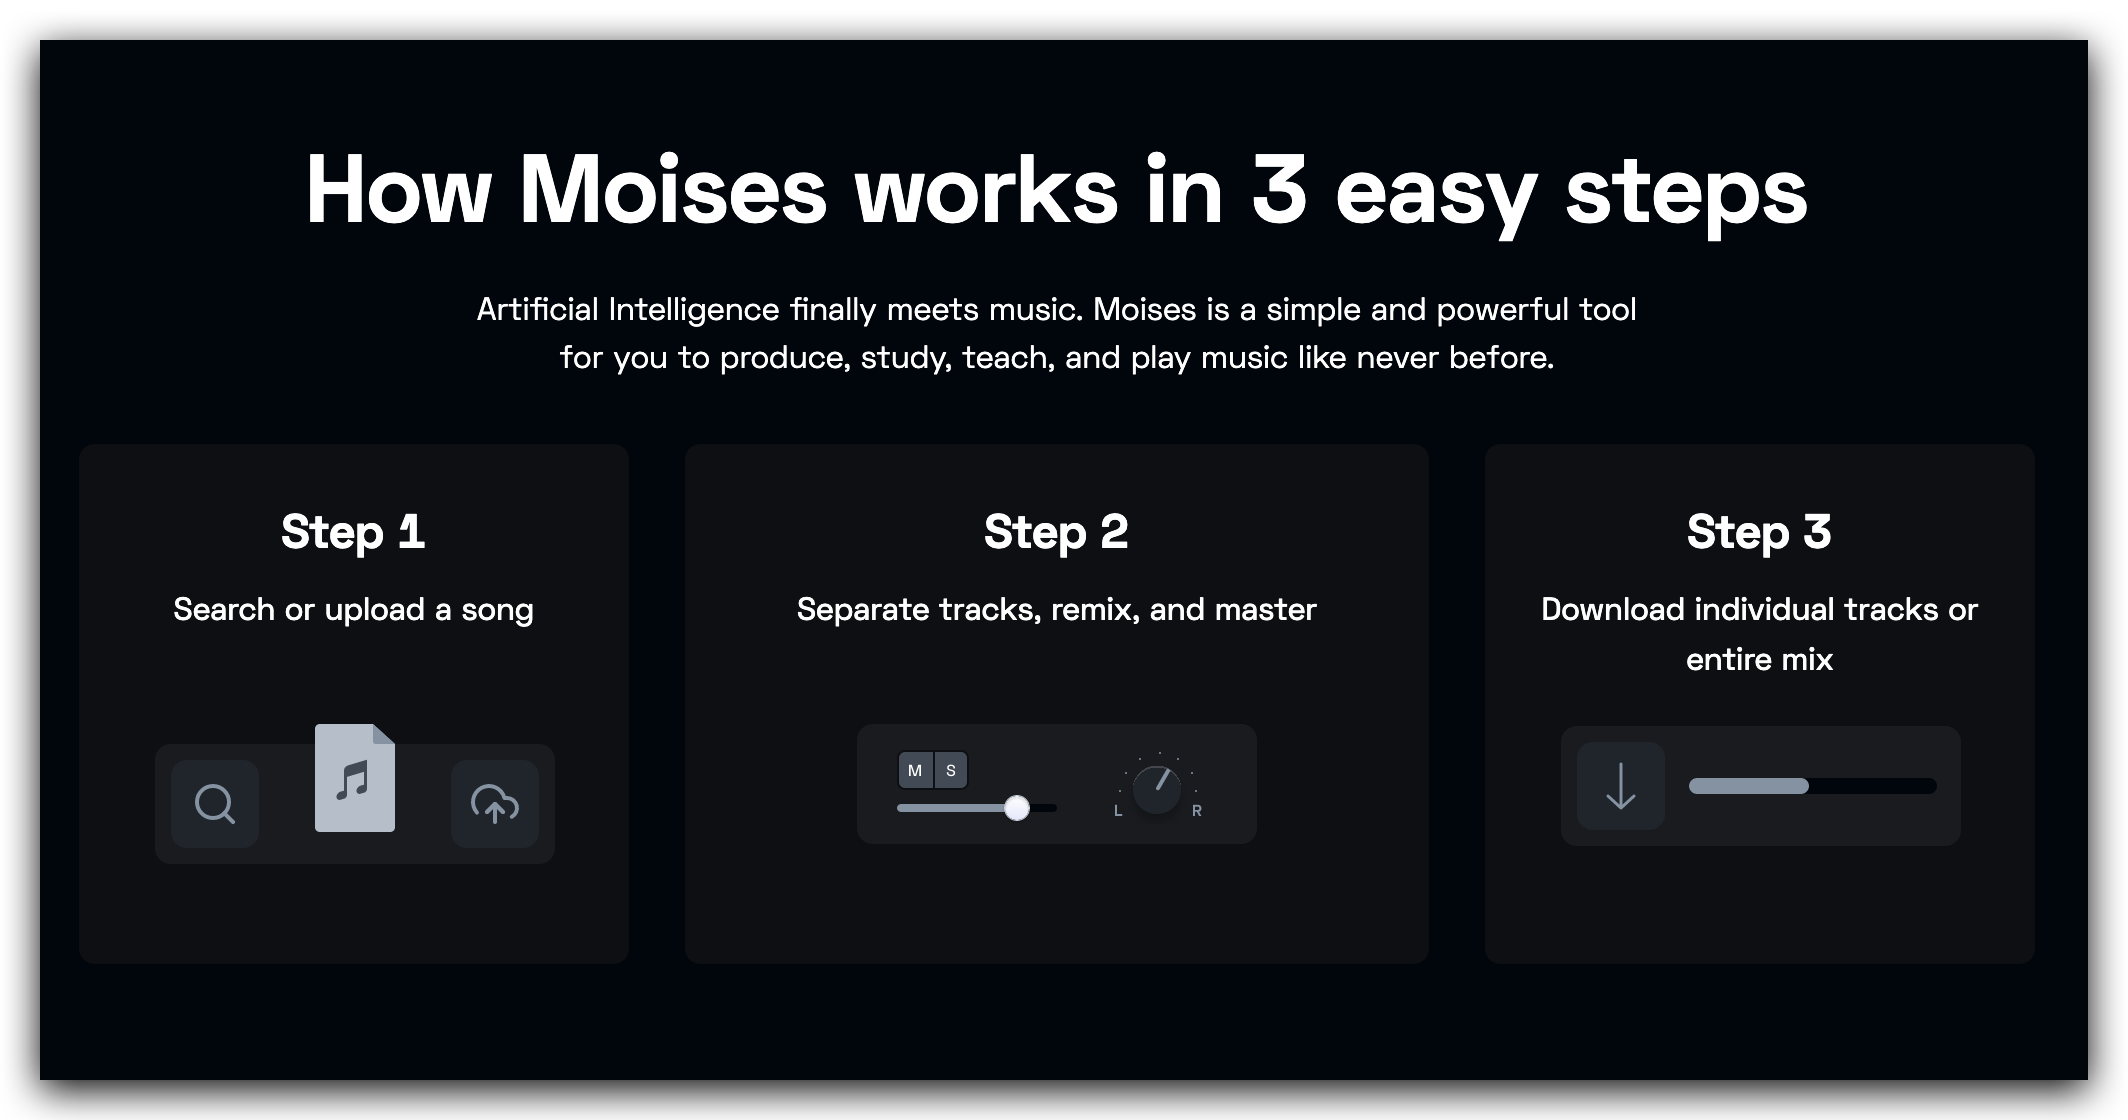 How Moises works in 3 easy steps
Artificial Intelligence finally meets music. Moises is a simple and powerful tool
for you to produce, study, teach, and play music like never before.
Step 1
Search or upload a song
Step 2
Separate tracks, remix, and master
M S
L R
Step 3
Download individual tracks or
entire mix